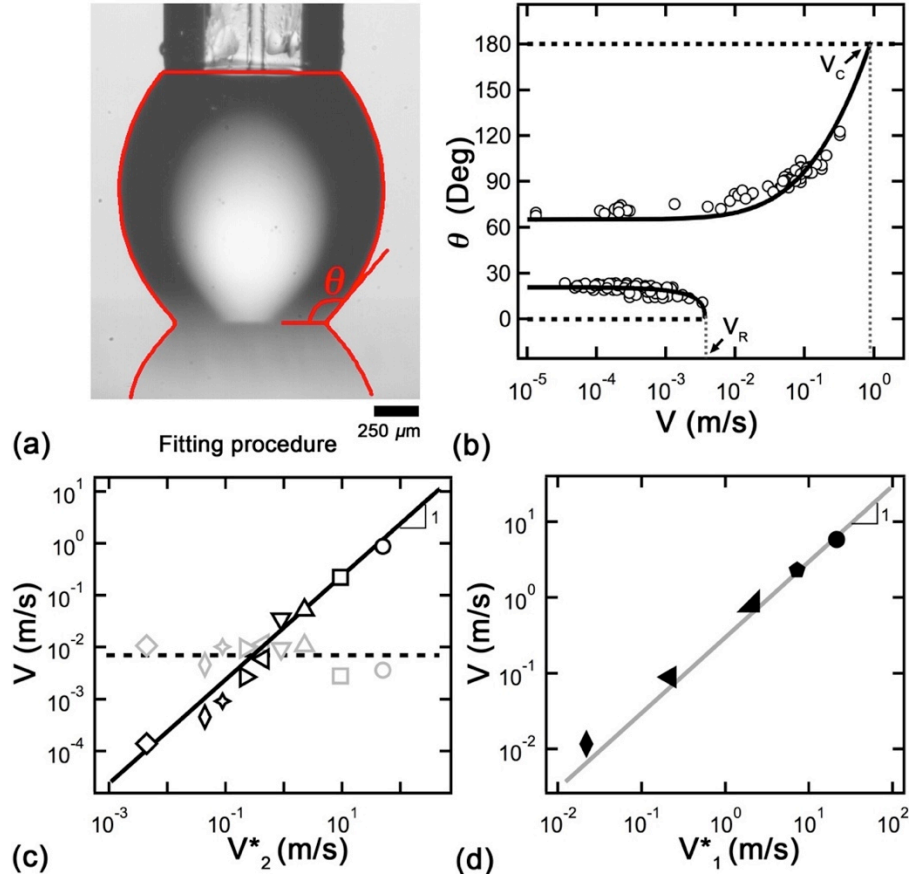 θ
250 µm
(a)
Fitting procedure
180
150
120
90
60
30
0
θ (Deg)
V_C
V_R
10^-5
10^-4
10^-3
10^-2
10^-1
10^0
V (m/s)
(b)
10^1
10^0
10^-1
10^-2
10^-3
10^-4
V (m/s)
1
10^-3
10^-1
10^1
V*_2 (m/s)
(c)
10^1
10^0
10^-1
10^-2
V (m/s)
1
10^-2
10^-1
10^0
10^1
10^2
V*_1 (m/s)
(d)